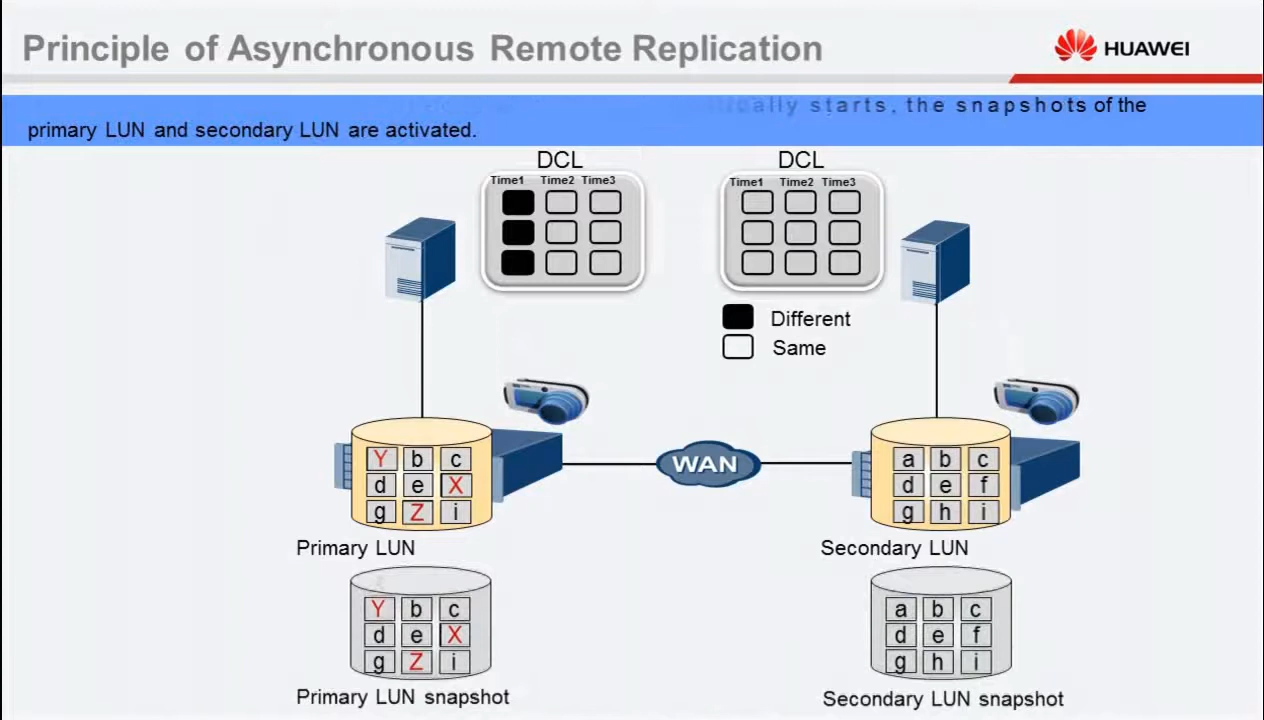 Principle of Asynchronous Remote Replication
HUAWEI
starts, the snapshots of the
primary LUN and secondary LUN are activated.
DCL
DCL
Time1 Time2 Time3
Time1 Time2 Time3
Different
Same
WAN
Y b c
d e X
g Z i
a b c
d e f
g h i
Primary LUN
Secondary LUN
Y b c
d e X
g Z i
a b c
d e f
g h i
Primary LUN snapshot
Secondary LUN snapshot